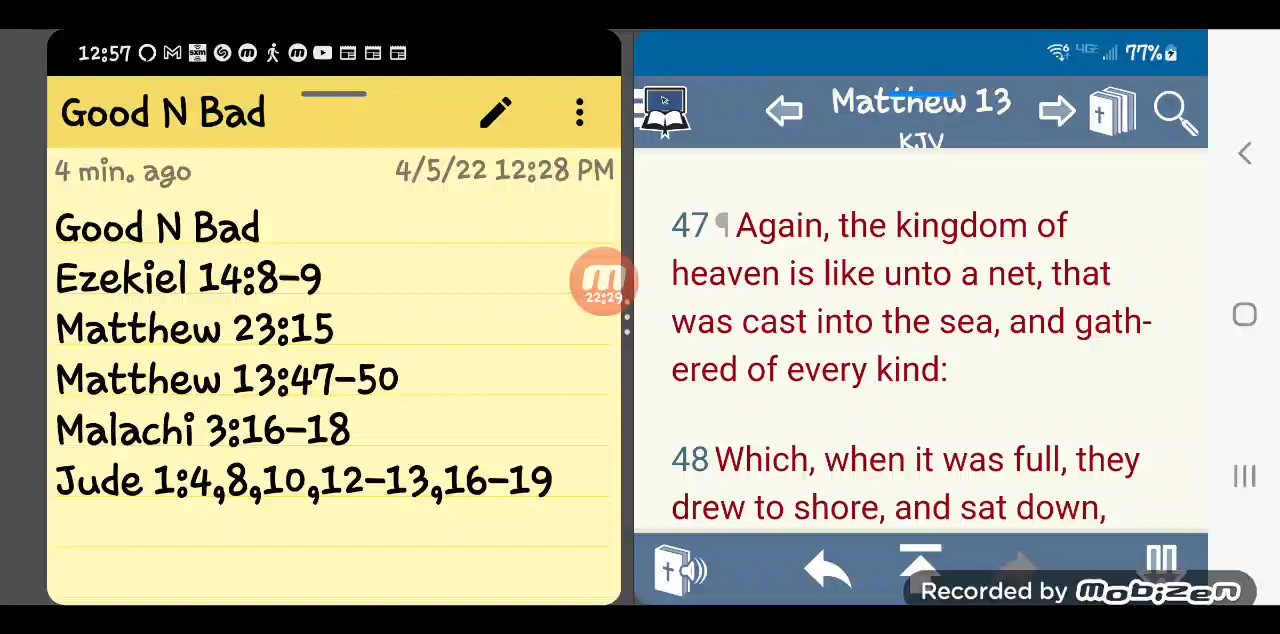 12:57
Good N Bad
4 min. ago 4/5/22 12:28 PM
Good N Bad
Ezekiel 14:8-9
Matthew 23:15
Matthew 13:47-50
Malachi 3:16-18
Jude 1:4,8,10,12-13,16-19
22:29
4G 77%
Matthew 13
KJV
47 ¶ Again, the kingdom of
heaven is like unto a net, that
was cast into the sea, and gath-
ered of every kind:
48 Which, when it was full, they
drew to shore, and sat down,
Recorded by mobizen